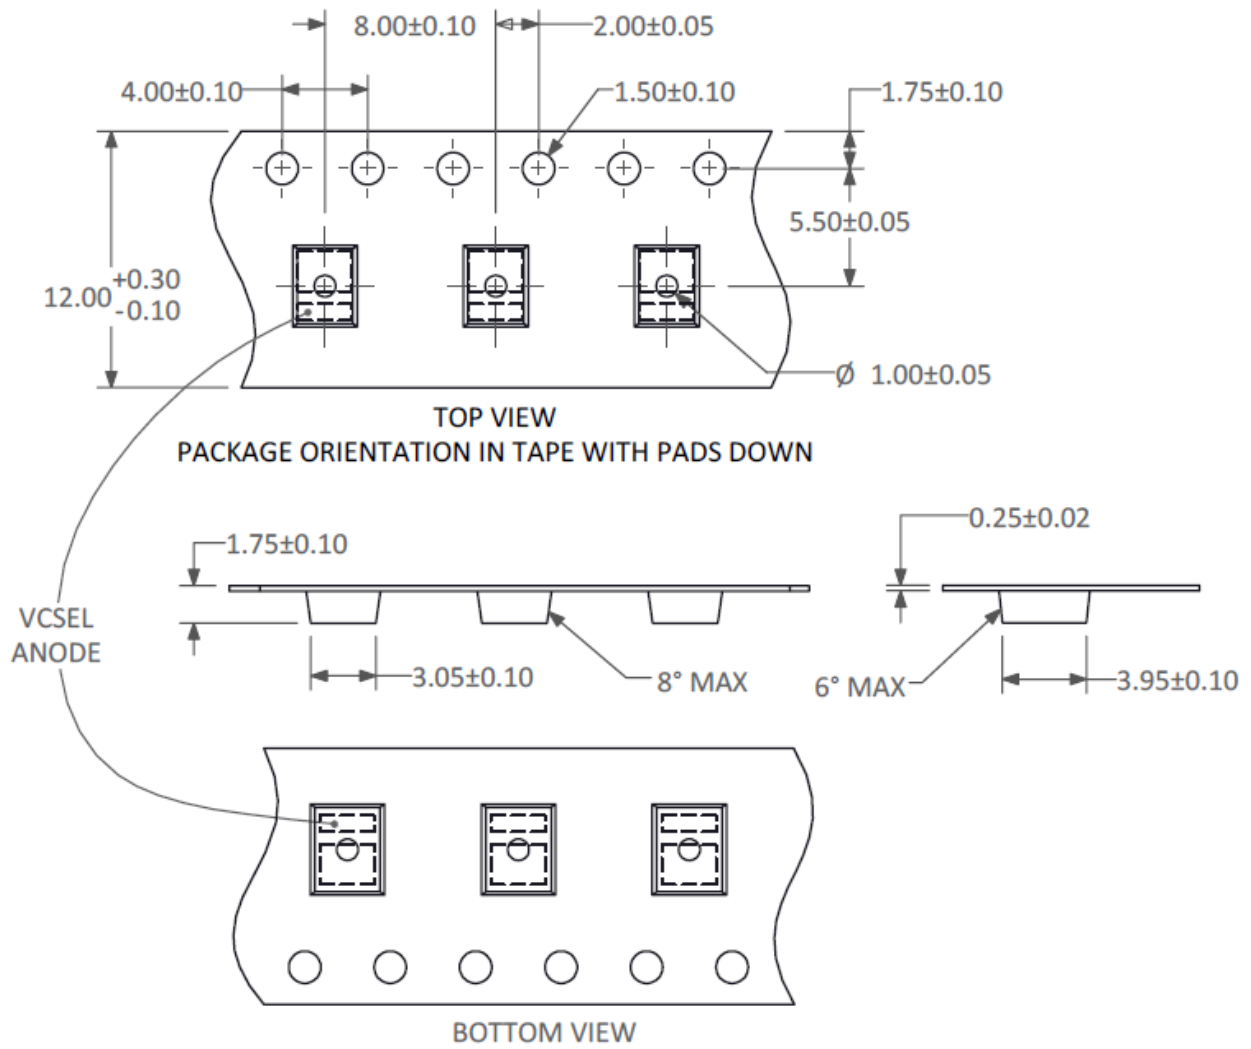 8.00±0.10
2.00±0.05
4.00±0.10
1.50±0.10
1.75±0.10
5.50±0.05
12.00 +0.30
-0.10
Ø 1.00±0.05
TOP VIEW
PACKAGE ORIENTATION IN TAPE WITH PADS DOWN
1.75±0.10
0.25±0.02
VCSEL
ANODE
3.05±0.10
8° MAX
6° MAX
3.95±0.10
BOTTOM VIEW